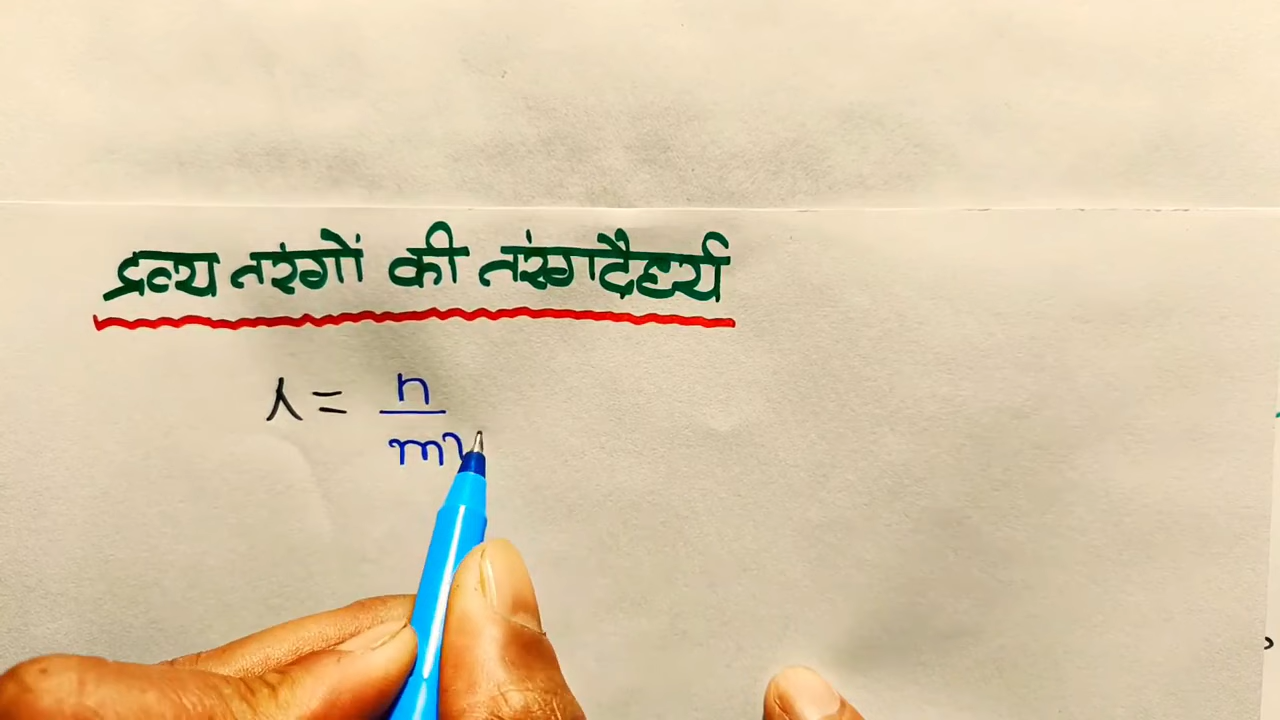 द्रव्य तरंगों की तरंगदैर्ध्य
λ = h
mv